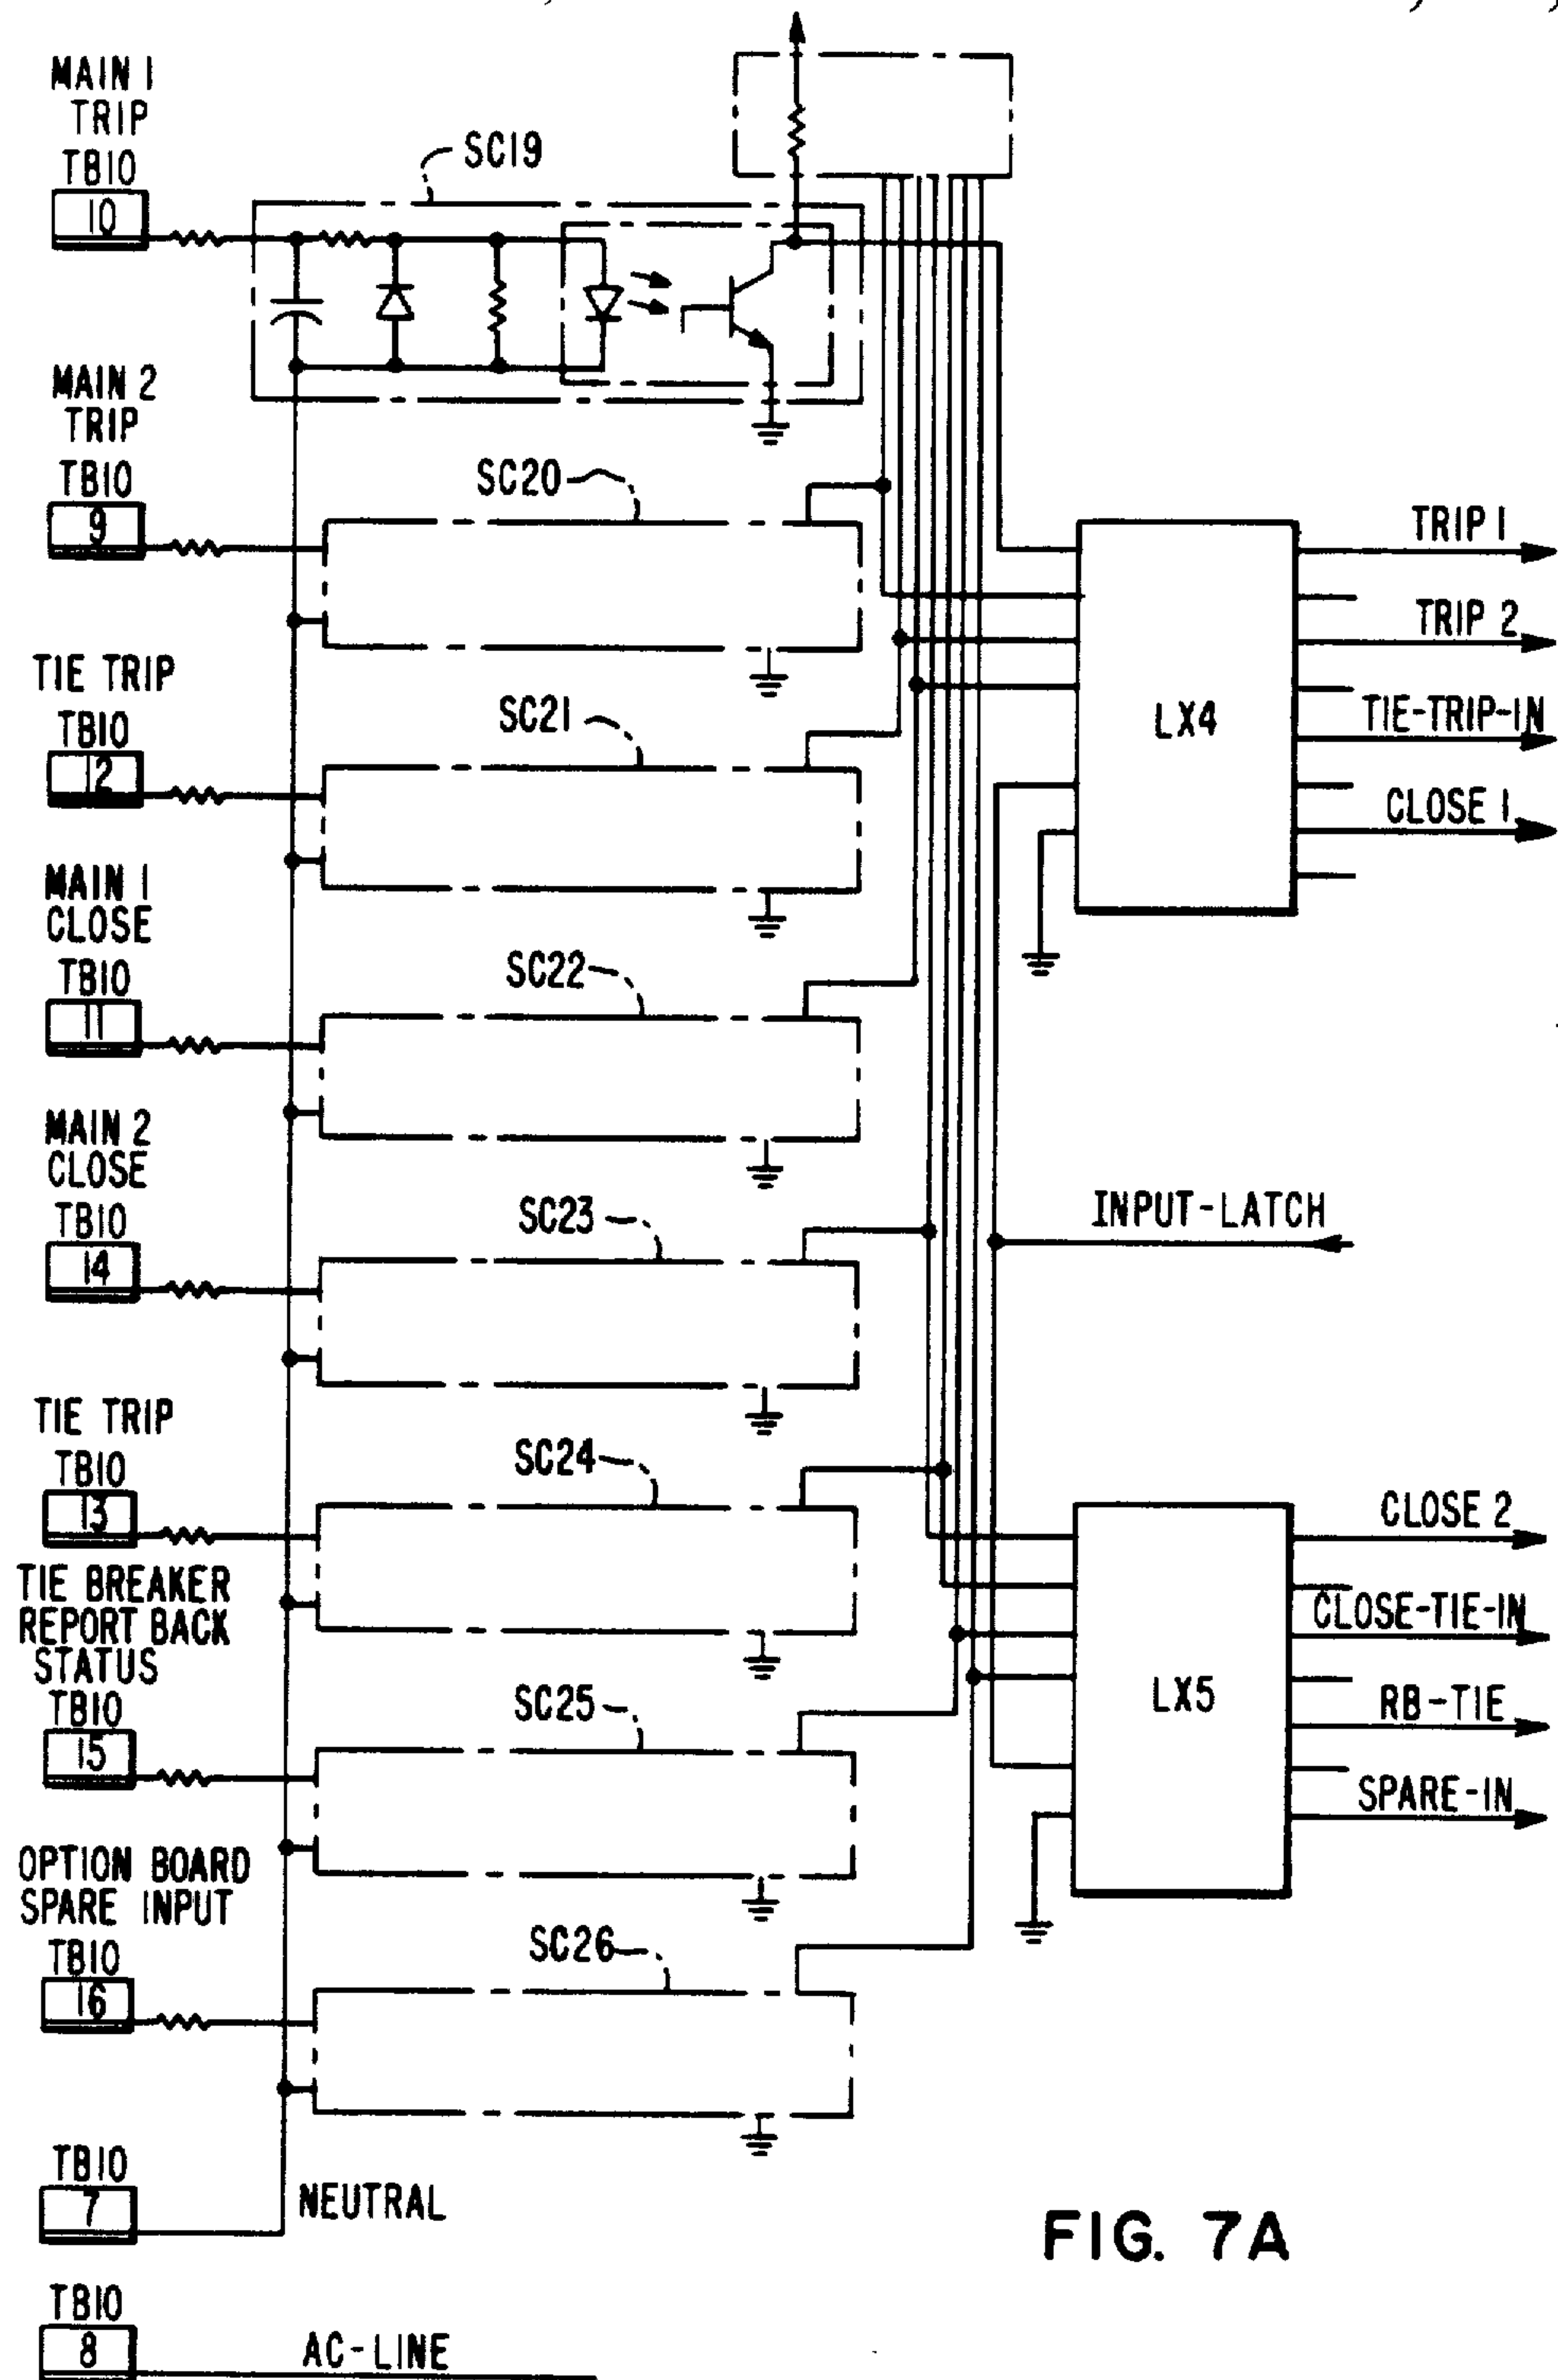 MAIN 1
TRIP
TB10
10
SC19
MAIN 2
TRIP
TB10
9
SC20
TIE TRIP
TB10
12
SC21
MAIN 1
CLOSE
TB10
11
SC22
MAIN 2
CLOSE
TB10
14
SC23
TIE TRIP
TB10
13
SC24
TIE BREAKER
REPORT BACK
STATUS
TB10
15
SC25
OPTION BOARD
SPARE INPUT
TB10
16
SC26
TB10
7
NEUTRAL
TB10
8
AC-LINE
LX4
TRIP 1
TRIP 2
TIE-TRIP-IN
CLOSE 1
INPUT-LATCH
LX5
CLOSE 2
CLOSE-TIE-IN
RB-TIE
SPARE-IN
FIG. 7A